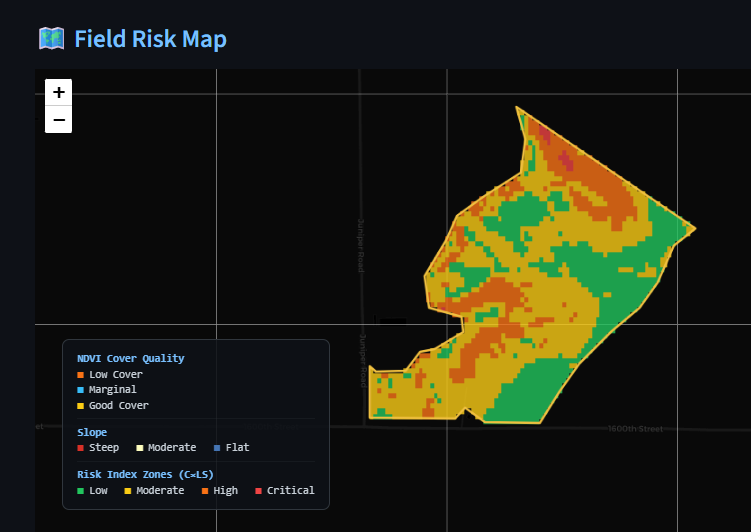 Field Risk Map
+
−
Juniper Road
Juniper Road
NDVI Cover Quality
Low Cover
Marginal
Good Cover
Slope
Steep Moderate Flat
Risk Index Zones (C×LS)
Low Moderate High Critical
1600th Street